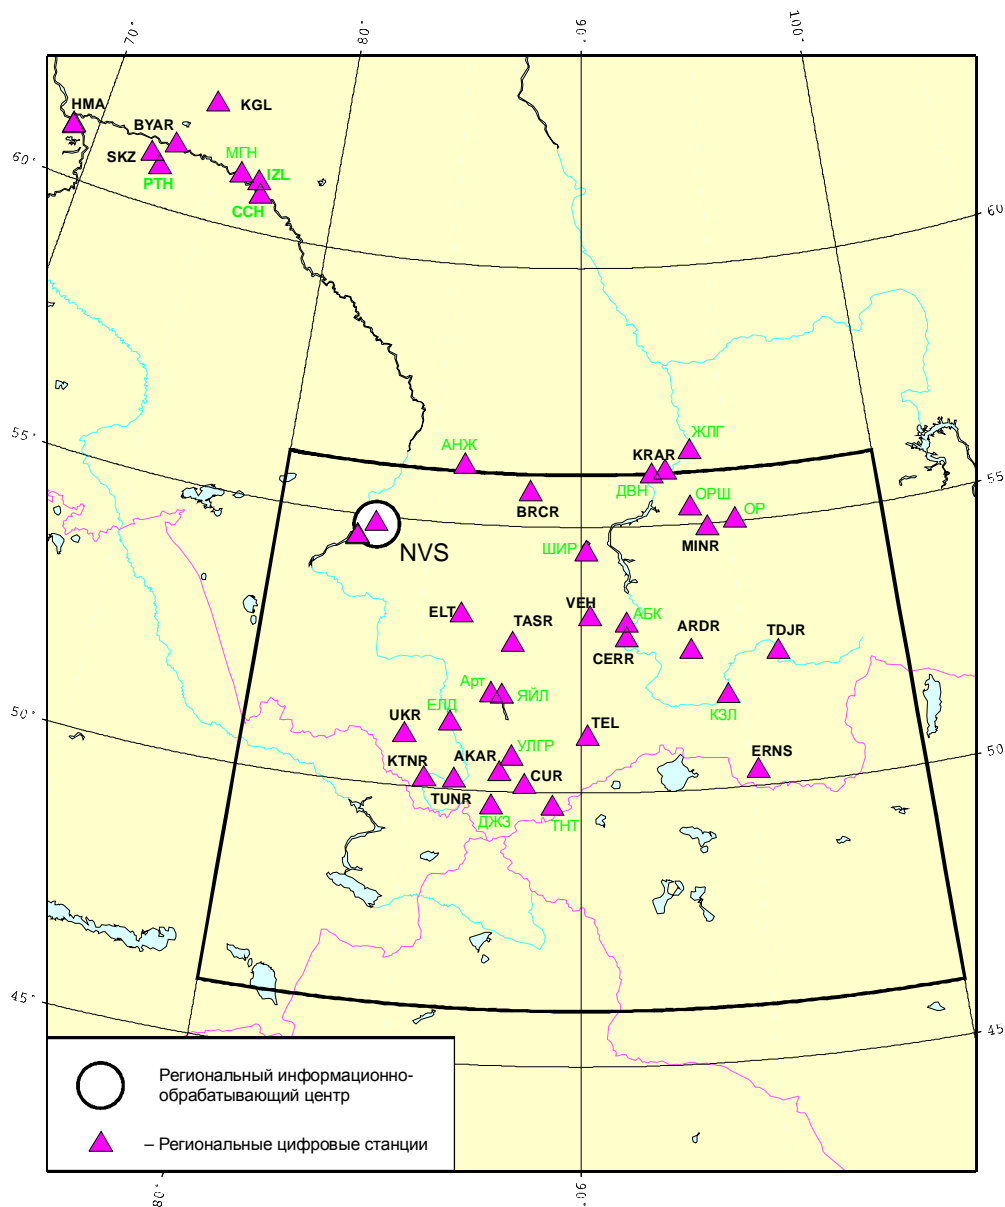 70°
80°
90°
100°
HMA
KGL
BYAR
SKZ
МГН
IZL
PTH
CCH
60°
60
55°
АНЖ
ЖЛГ
KRAR
55
ДВН
ОРШ
BRCR
ОР
NVS
ШИР
MINR
ELT
VEH
АБК
TASR
ARDR
TDJR
CERR
Арт
ЯЙЛ
50°
UKR
ЕЛД
КЗЛ
TEL
50
KTNR
AKAR
УЛГР
ERNS
CUR
TUNR
ДЖЗ
ТНТ
45°
45
Региональный информационно-
обрабатывающий центр
– Региональные цифровые станции
80°
90°